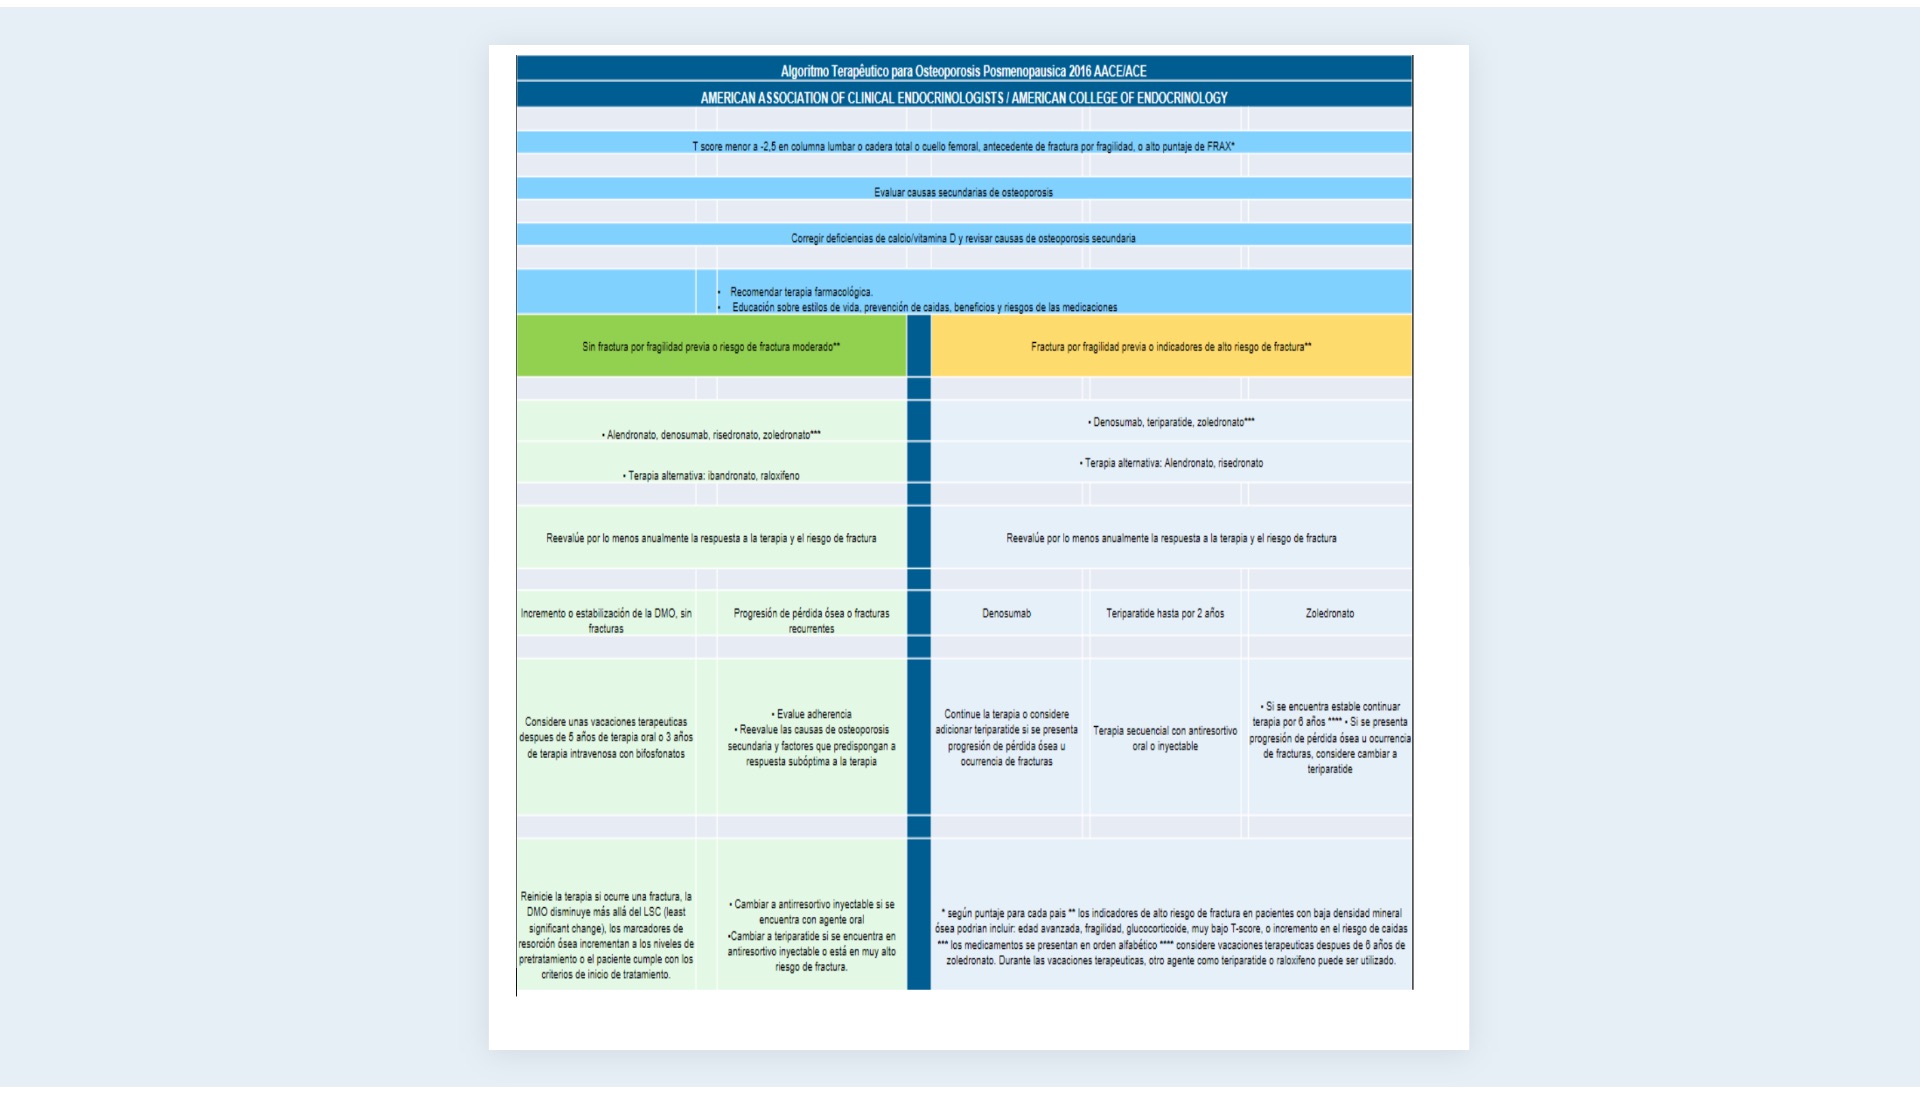 Algoritmo Terapêutico para Osteoporosis Posmenopausica 2016 AACE/ACE
AMERICAN ASSOCIATION OF CLINICAL ENDOCRINOLOGISTS / AMERICAN COLLEGE OF ENDOCRINOLOGY
T score menor a -2,5 en columna lumbar o cadera total o cuello femoral, antecedente de fractura por fragilidad, o alto puntaje de FRAX*
Evaluar causas secundarias de osteoporosis
Corregir deficiencias de calcio/vitamina D y revisar causas de osteoporosis secundaria
• Recomendar terapia farmacológica.
• Educación sobre estilos de vida, prevención de caidas, beneficios y riesgos de las medicaciones
Sin fractura por fragilidad previa o riesgo de fractura moderado**
Fractura por fragilidad previa o indicadores de alto riesgo de fractura**
• Alendronato, denosumab, risedronato, zoledronato***
• Terapia alternativa: ibandronato, raloxifeno
• Denosumab, teriparatide, zoledronato***
• Terapia alternativa: Alendronato, risedronato
Reevalúe por lo menos anualmente la respuesta a la terapia y el riesgo de fractura
Reevalúe por lo menos anualmente la respuesta a la terapia y el riesgo de fractura
Incremento o estabilización de la DMO, sin
fracturas
Progresión de pérdida ósea o fracturas
recurrentes
Denosumab
Teriparatide hasta por 2 años
Zoledronato
Considere unas vacaciones terapeuticas
despues de 5 años de terapia oral o 3 años
de terapia intravenosa con bifosfonatos
• Evalue adherencia
• Reevalue las causas de osteoporosis
secundaria y factores que predispongan a
respuesta subóptima a la terapia
Continue la terapia o considere
adicionar teriparatide si se presenta
progresión de pérdida ósea u
ocurrencia de fracturas
Terapia secuencial con antiresortivo
oral o inyectable
• Si se encuentra estable continuar
terapia por 6 años **** • Si se presenta
progresión de pérdida ósea u ocurrencia
de fracturas, considere cambiar a
teriparatide
Reinicie la terapia si ocurre una fractura, la
DMO disminuye más allá del LSC (least
significant change), los marcadores de
resorción ósea incrementan a los niveles de
pretratamiento o el paciente cumple con los
criterios de inicio de tratamiento.
• Cambiar a antirresortivo inyectable si se
encuentra con agente oral
•Cambiar a teriparatide si se encuentra en
antiresortivo inyectable o está en muy alto
riesgo de fractura.
* según puntaje para cada pais ** los indicadores de alto riesgo de fractura en pacientes con baja densidad mineral
ósea podrian incluir: edad avanzada, fragilidad, glucocorticoide, muy bajo T-score, o incremento en el riesgo de caidas
*** los medicamentos se presentan en orden alfabético **** considere vacaciones terapeuticas despues de 6 años de
zoledronato. Durante las vacaciones terapeuticas, otro agente como teriparatide o raloxifeno puede ser utilizado.